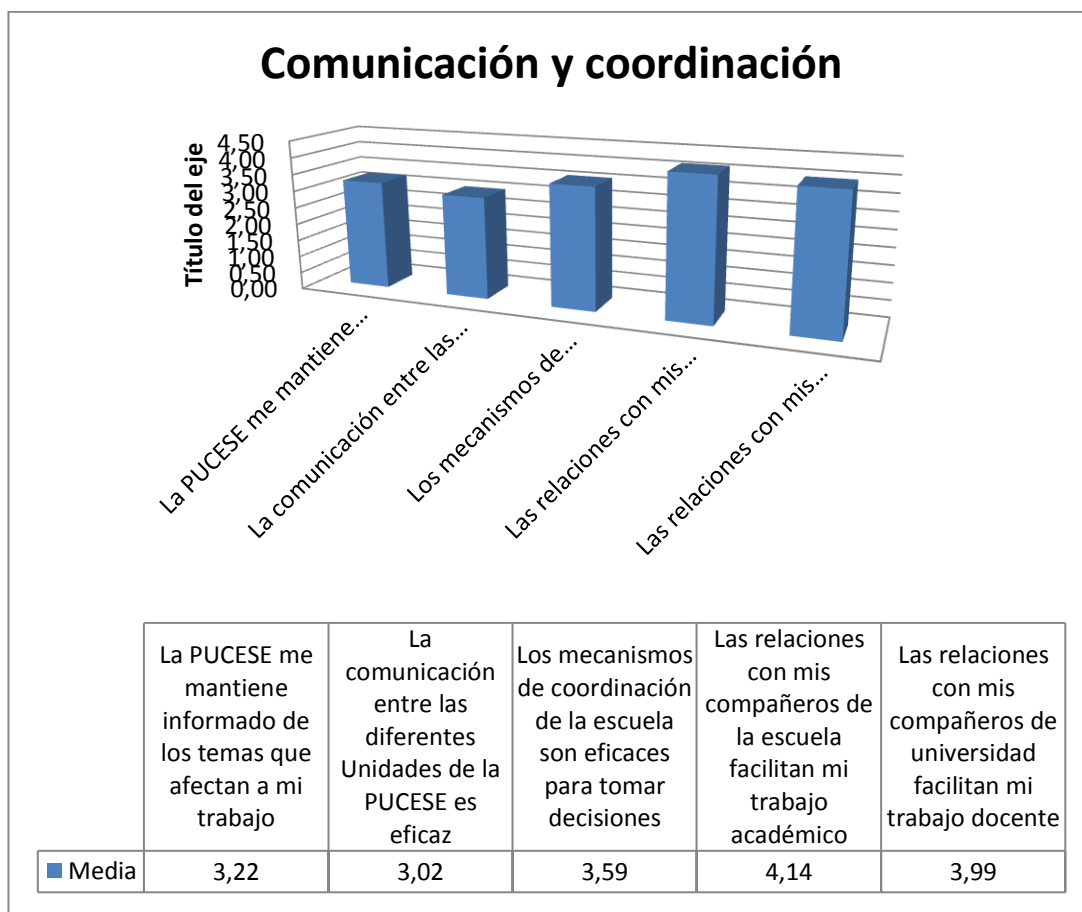 Comunicación y coordinación
Título del eje
4,50
4,00
3,50
3,00
2,50
2,00
1,50
1,00
0,50
0,00
La PUCESE me mantiene...
La comunicación entre las...
Los mecanismos de...
Las relaciones con mis...
Las relaciones con mis...
La PUCESE me
mantiene
informado de
los temas que
afectan a mi
trabajo
La
comunicación
entre las
diferentes
Unidades de la
PUCESE es
eficaz
Los mecanismos
de coordinación
de la escuela
son eficaces
para tomar
decisiones
Las relaciones
con mis
compañeros de
la escuela
facilitan mi
trabajo
académico
Las relaciones
con mis
compañeros de
universidad
facilitan mi
trabajo docente
Media 3,22 3,02 3,59 4,14 3,99